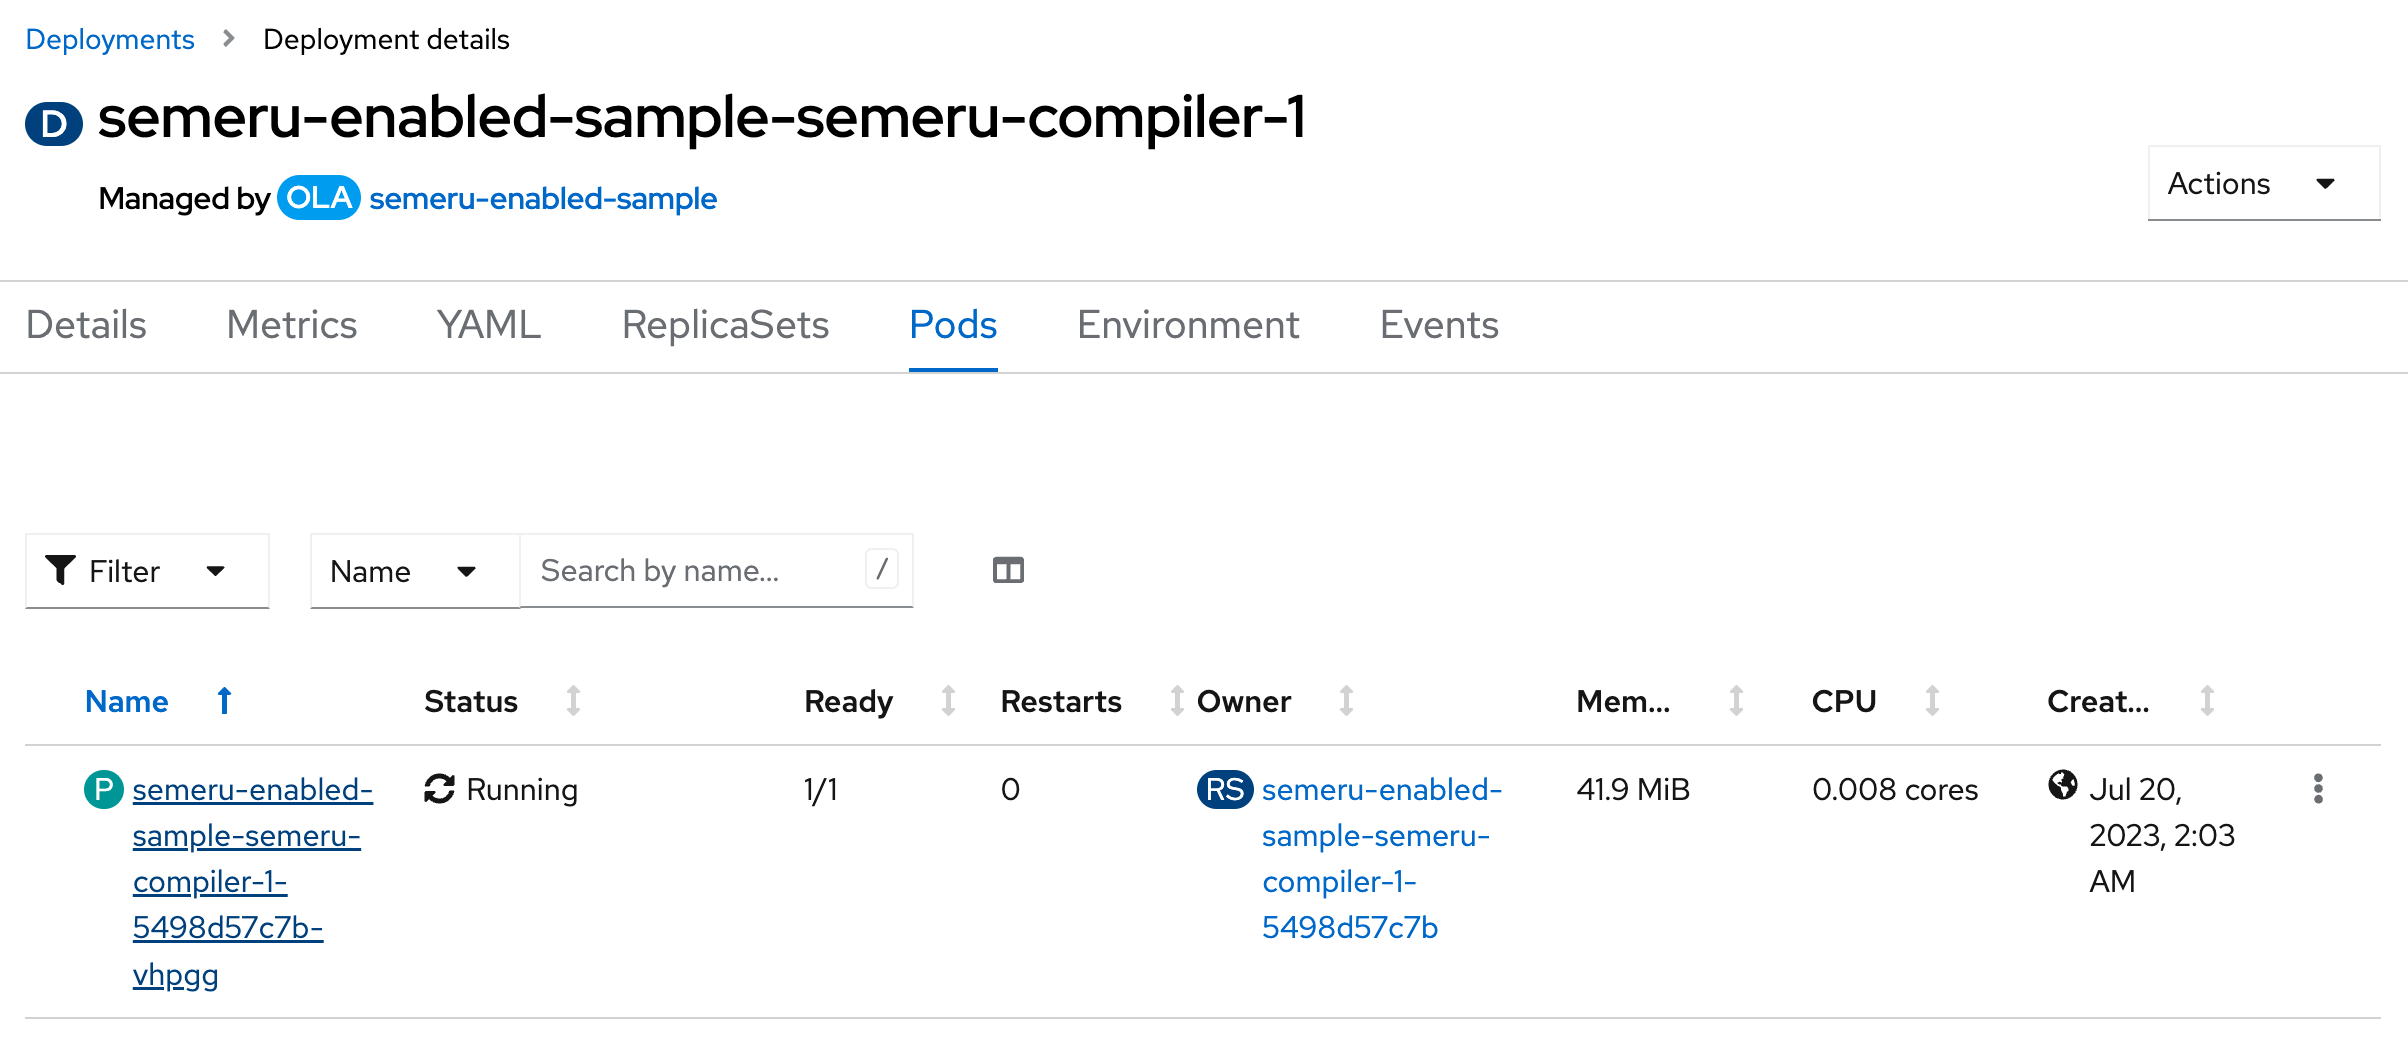 Deployments > Deployment details
D semeru-enabled-sample-semeru-compiler-1
Managed by OLA semeru-enabled-sample
Actions
Details Metrics YAML ReplicaSets Pods Environment Events
Filter Name Search by name... /
Name Status Ready Restarts Owner Mem... CPU Creat...
P semeru-enabled- Running 1/1 0 RS semeru-enabled- 41.9 MiB 0.008 cores Jul 20,
sample-semeru- sample-semeru- 2023, 2:03
compiler-1- compiler-1- AM
5498d57c7b- 5498d57c7b
vhpgg